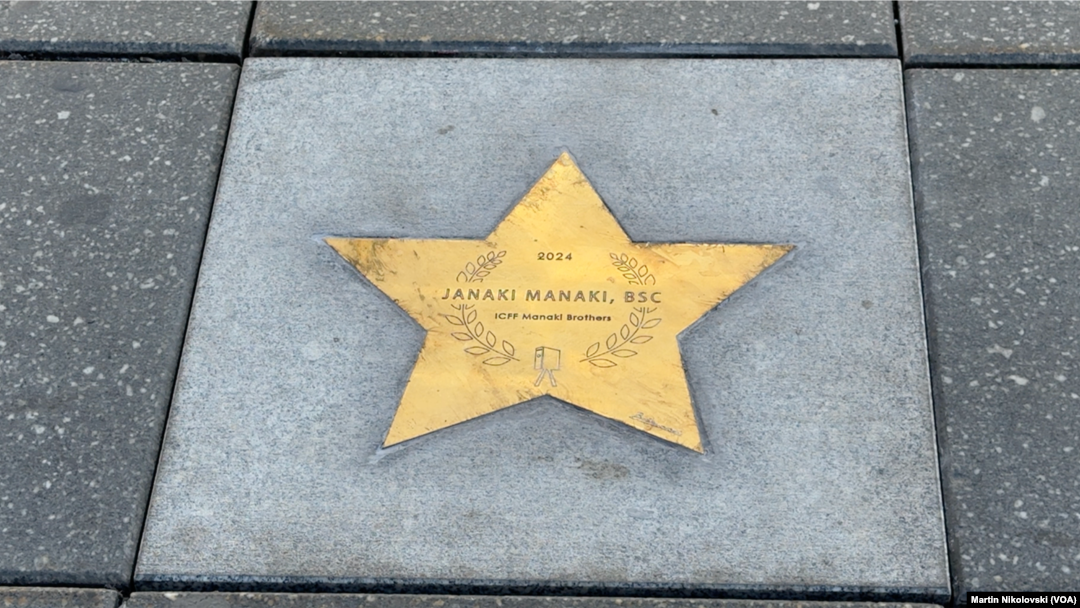 2024
JANAKI MANAKI, BSC
ICFF Manaki Brothers
Martin Nikolovski (VOA)